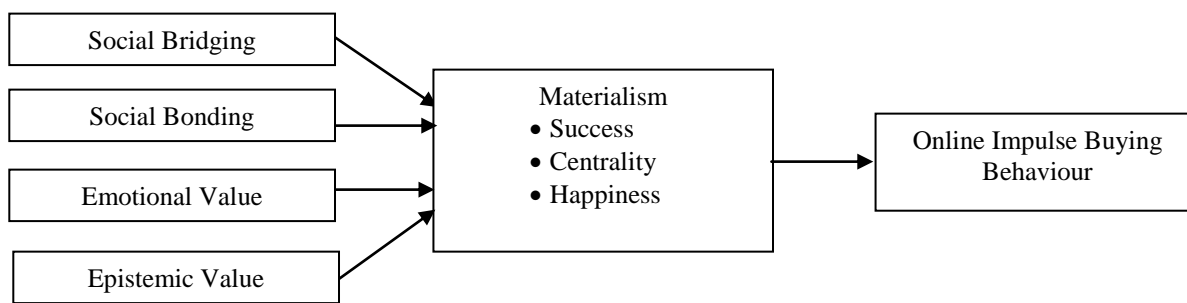 Social Bridging
Social Bonding
Emotional Value
Epistemic Value
Materialism
• Success
• Centrality
• Happiness
Online Impulse Buying
Behaviour